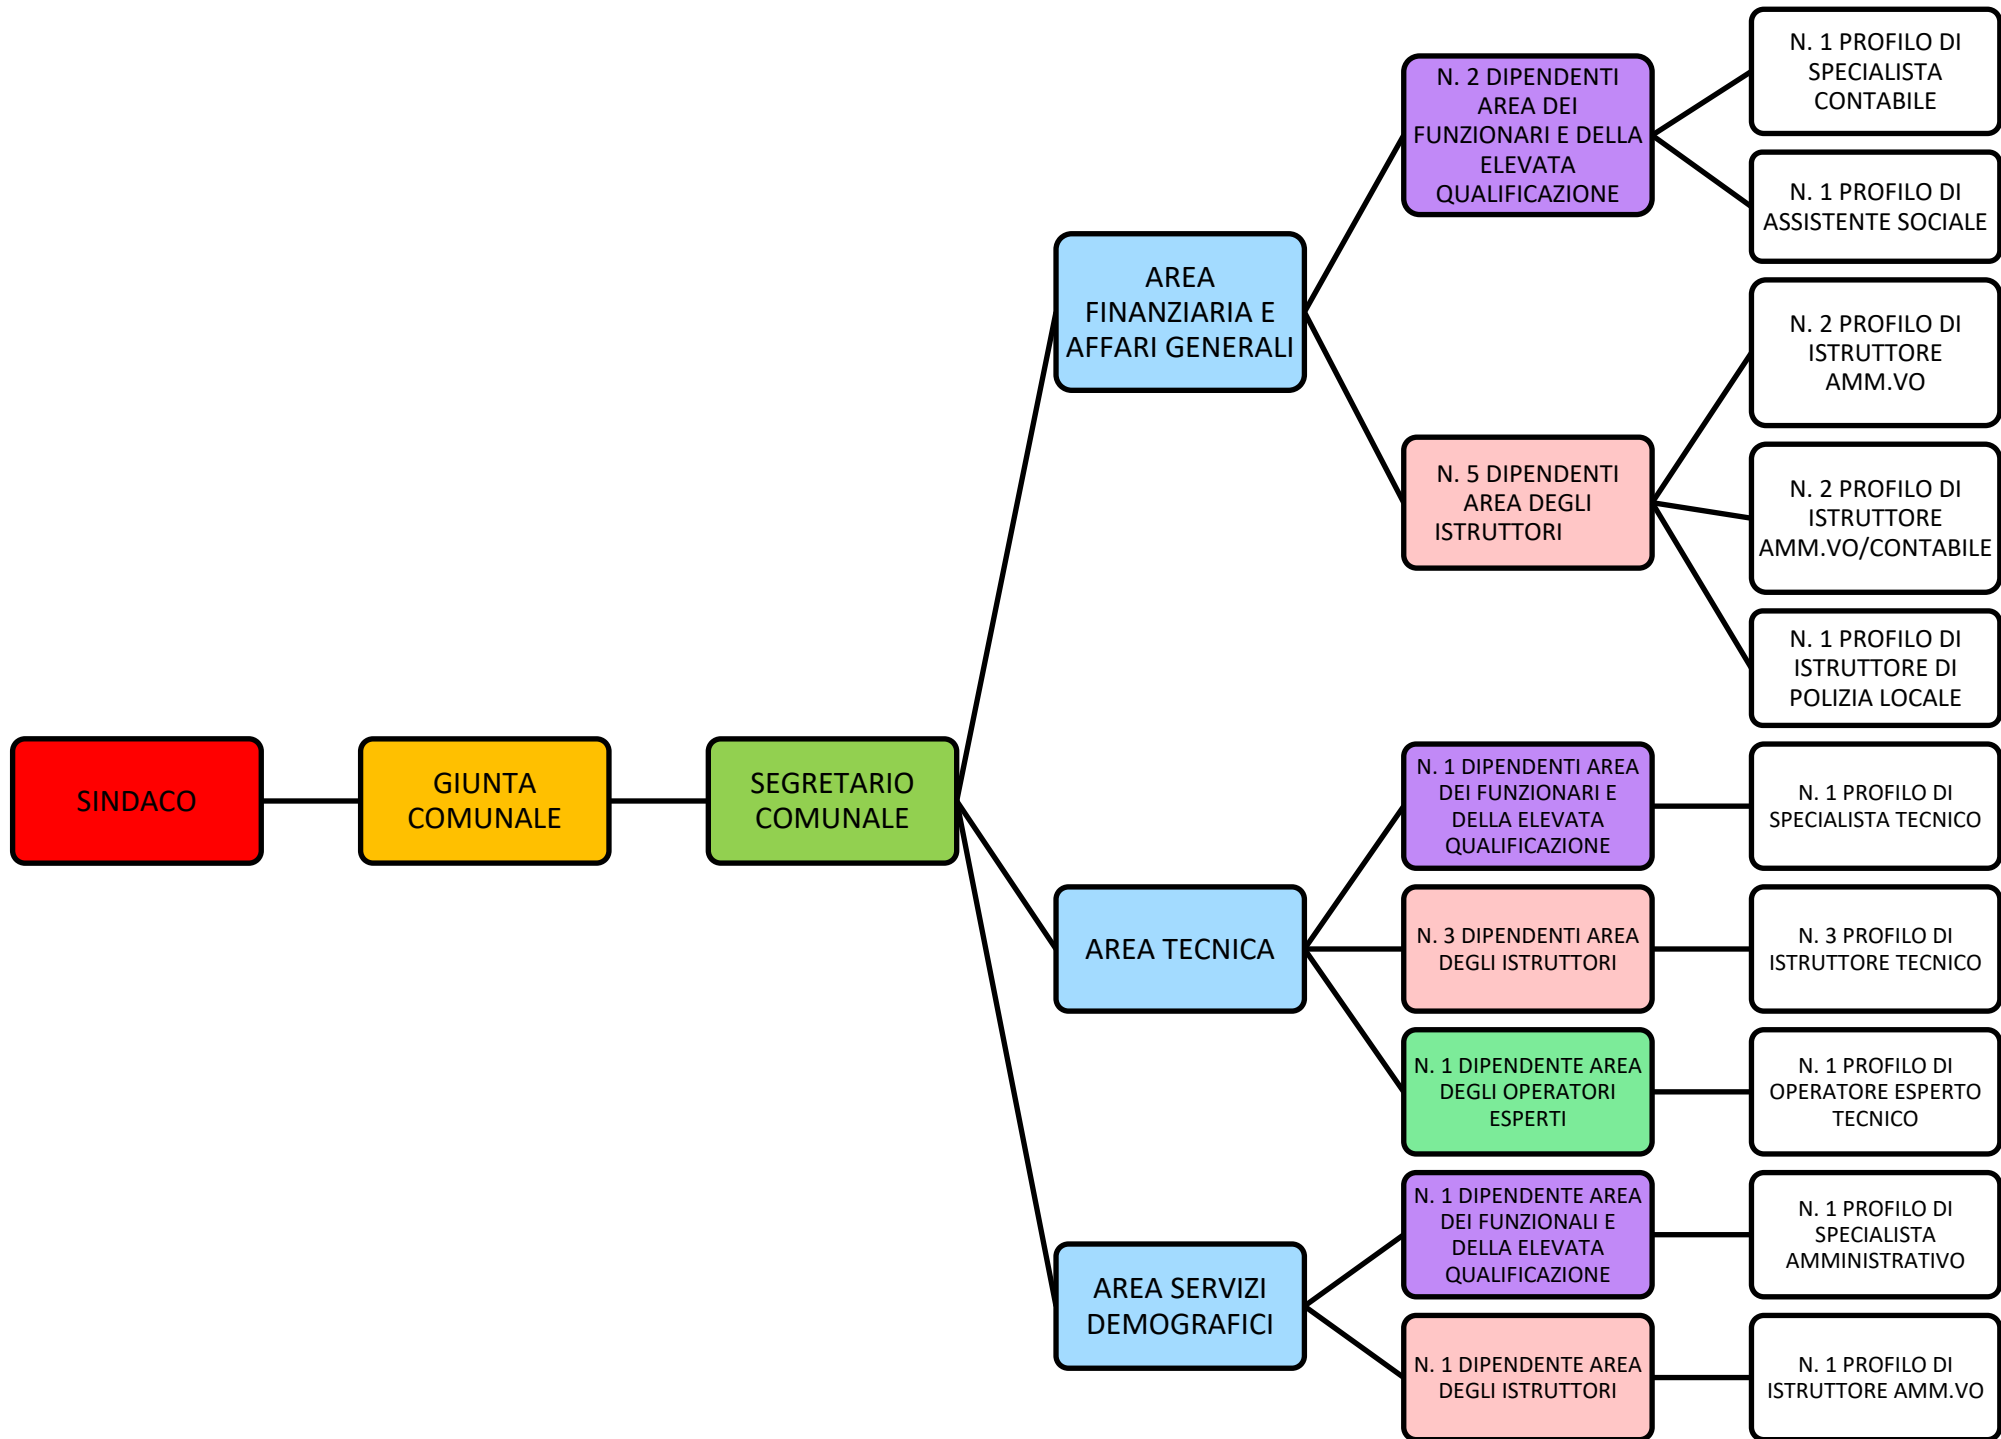 SINDACO
GIUNTA
COMUNALE
SEGRETARIO
COMUNALE
AREA
FINANZIARIA E
AFFARI GENERALI
N. 2 DIPENDENTI
AREA DEI
FUNZIONARI E DELLA
ELEVATA
QUALIFICAZIONE
N. 1 PROFILO DI
SPECIALISTA
CONTABILE
N. 1 PROFILO DI
ASSISTENTE SOCIALE
N. 5 DIPENDENTI
AREA DEGLI
ISTRUTTORI
N. 2 PROFILO DI
ISTRUTTORE
AMM.VO
N. 2 PROFILO DI
ISTRUTTORE
AMM.VO/CONTABILE
N. 1 PROFILO DI
ISTRUTTORE DI
POLIZIA LOCALE
AREA TECNICA
N. 1 DIPENDENTI AREA
DEI FUNZIONARI E
DELLA ELEVATA
QUALIFICAZIONE
N. 1 PROFILO DI
SPECIALISTA TECNICO
N. 3 DIPENDENTI AREA
DEGLI ISTRUTTORI
N. 3 PROFILO DI
ISTRUTTORE TECNICO
N. 1 DIPENDENTE AREA
DEGLI OPERATORI
ESPERTI
N. 1 PROFILO DI
OPERATORE ESPERTO
TECNICO
AREA SERVIZI
DEMOGRAFICI
N. 1 DIPENDENTE AREA
DEI FUNZIONALI E
DELLA ELEVATA
QUALIFICAZIONE
N. 1 PROFILO DI
SPECIALISTA
AMMINISTRATIVO
N. 1 DIPENDENTE AREA
DEGLI ISTRUTTORI
N. 1 PROFILO DI
ISTRUTTORE AMM.VO